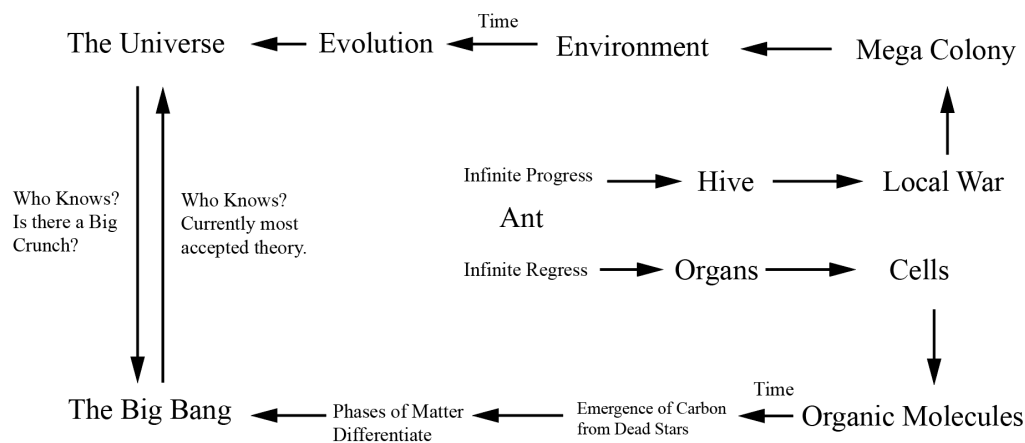 Time
The Universe
Evolution
Environment
Mega Colony
Infinite Progress
Hive
Local War
Who Knows?
Is there a Big
Crunch?
Who Knows?
Currently most
accepted theory.
Ant
Infinite Regress
Organs
Cells
Time
The Big Bang
Phases of Matter
Differentiate
Emergence of Carbon
from Dead Stars
Organic Molecules